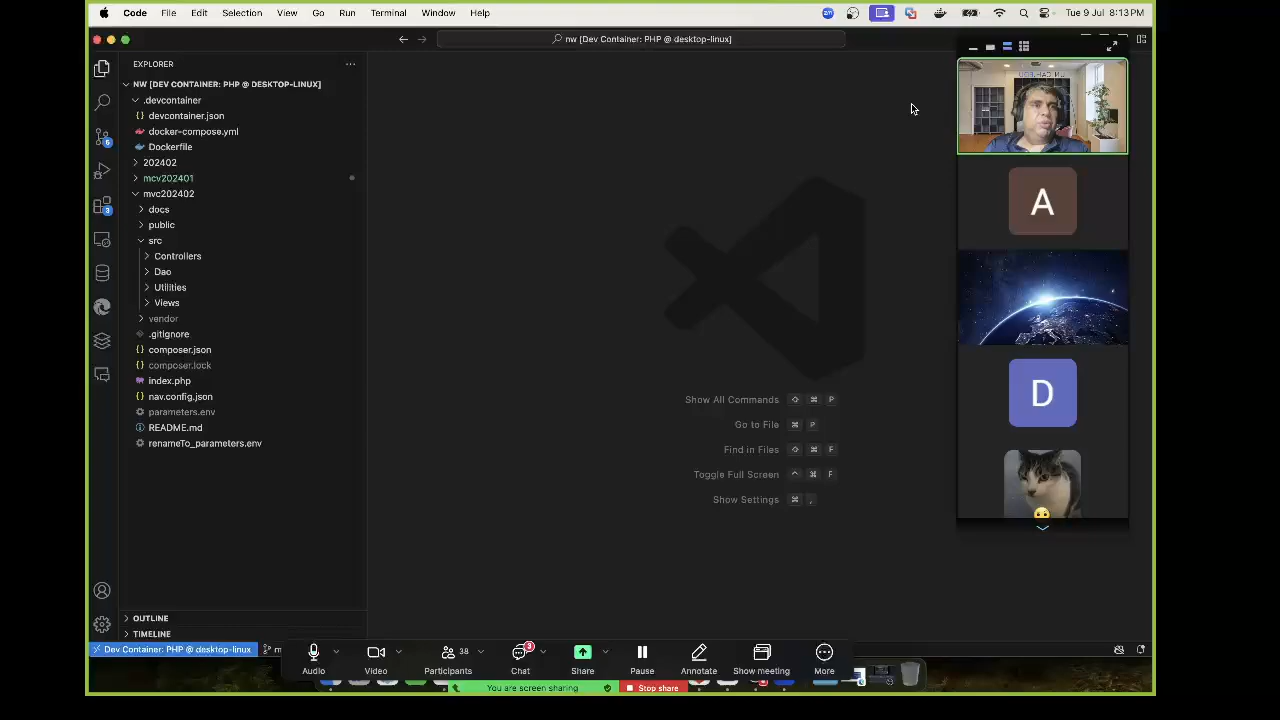 Code File Edit Selection View Go Run Terminal Window Help
Tue 9 Jul 8:13 PM
nw [Dev Container: PHP @ desktop-linux]
EXPLORER
NW [DEV CONTAINER: PHP @ DESKTOP-LINUX]
.devcontainer
{} devcontainer.json
docker-compose.yml
Dockerfile
202402
mcv202401
mvc202402
docs
public
src
Controllers
Dao
Utilities
Views
vendor
.gitignore
{} composer.json
{} composer.lock
index.php
{} nav.config.json
parameters.env
README.md
renameTo_parameters.env
OUTLINE
TIMELINE
Show All Commands ⇧ ⌘ P
Go to File ⌘ P
Find in Files ⇧ ⌘ F
Toggle Full Screen ⌃ ⌘ F
Show Settings ⌘ ,
A
D
Dev Container: PHP @ desktop-linux
38
3
5
3
Audio Video Participants Chat Share Pause Annotate Show meeting More
You are screen sharing Stop share